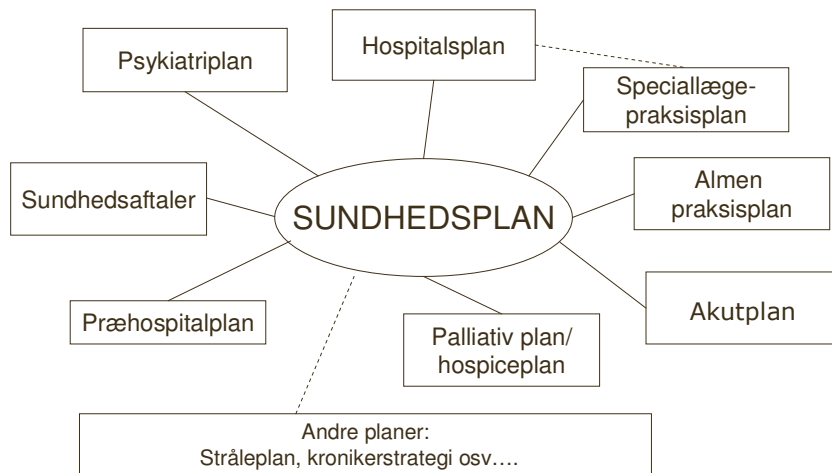 Hospitalsplan
Psykiatriplan
Speciallæge-
praksisplan
Sundhedsaftaler
SUNDHEDSPLAN
Almen
praksisplan
Præhospitalplan
Palliativ plan/
hospiceplan
Akutplan
Andre planer:
Stråleplan, kronikerstrategi osv….